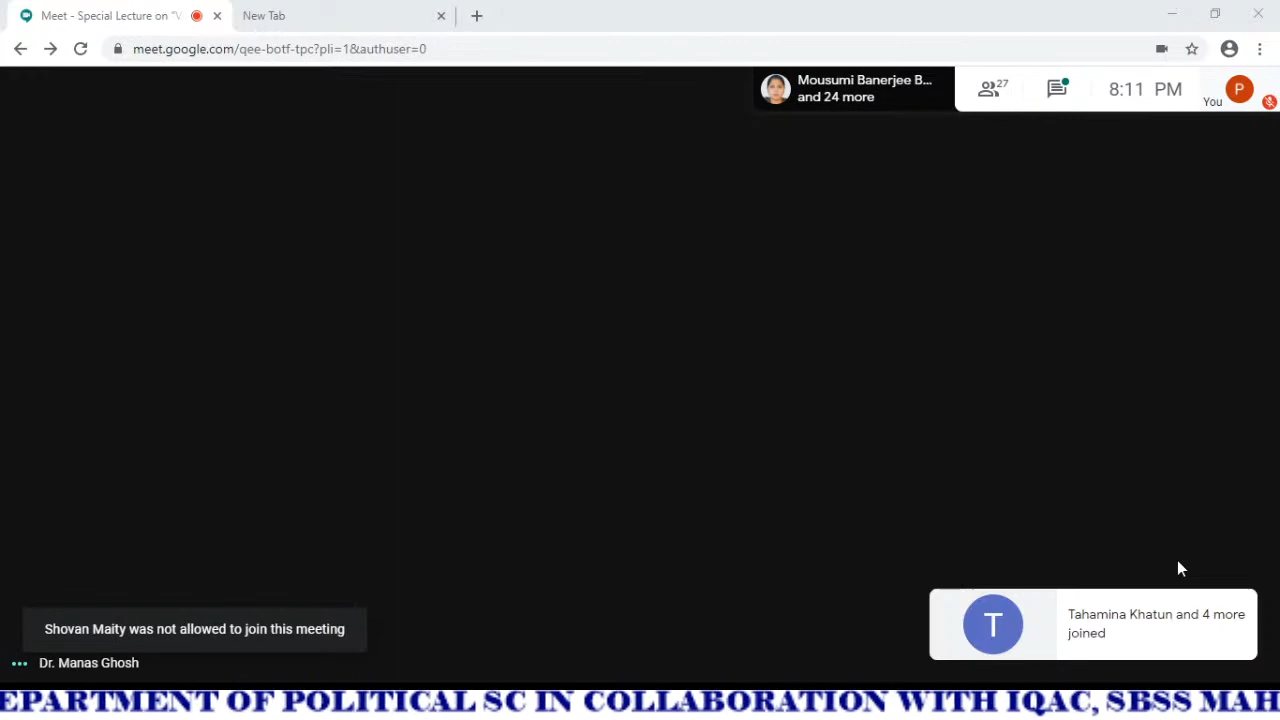 Meet - Special Lecture on "V
New Tab
meet.google.com/qee-botf-tpc?pli=1&authuser=0
Mousumi Banerjee B...
and 24 more
27
8:11 PM
You
P
Shovan Maity was not allowed to join this meeting
T
Tahamina Khatun and 4 more
joined
Dr. Manas Ghosh
EPARTMENT OF POLITICAL SC IN COLLABORATION WITH IQAC, SBSS MAH